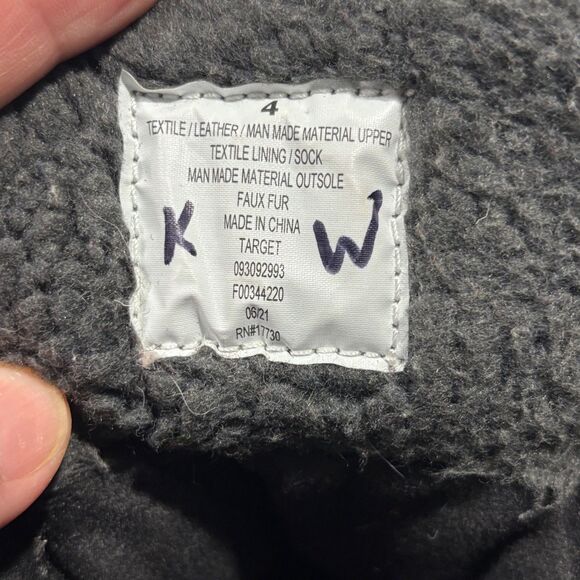 4
TEXTILE / LEATHER / MAN MADE MATERIAL UPPER
TEXTILE LINING / SOCK
MAN MADE MATERIAL OUTSOLE
FAUX FUR
MADE IN CHINA
K W
TARGET
093092993
F00344220
06/21
RN#17730